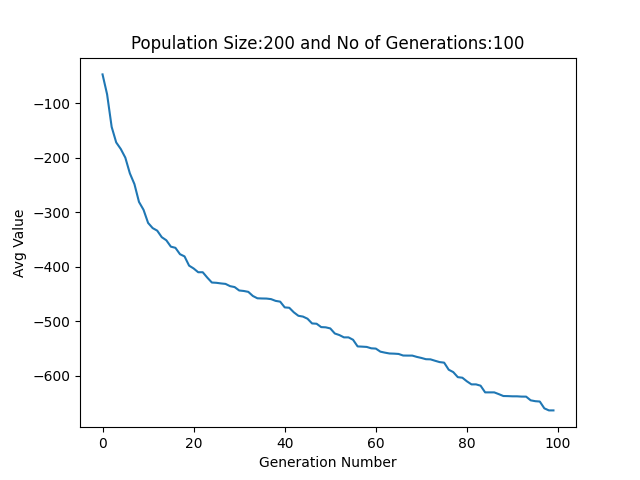 Population Size:200 and No of Generations:100
−100
−200
−300
−400
−500
−600
Avg Value
0 20 40 60 80 100
Generation Number